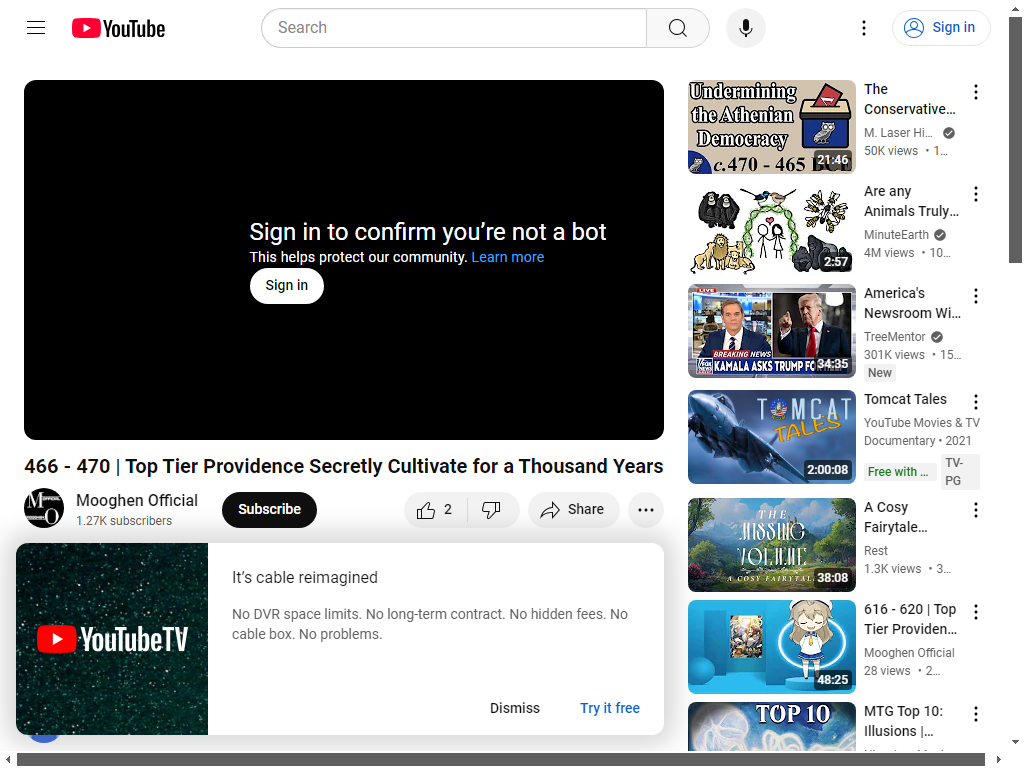 YouTube
Search
Sign in
Sign in to confirm you’re not a bot
This helps protect our community. Learn more
Sign in
466 - 470 | Top Tier Providence Secretly Cultivate for a Thousand Years
Mooghen Official
1.27K subscribers
Subscribe
2
Share
YouTubeTV
It’s cable reimagined
No DVR space limits. No long-term contract. No hidden fees. No
cable box. No problems.
Dismiss
Try it free
Undermining
the Athenian
Democracy
c.470 - 465 BCE
21:46
The
Conservative...
M. Laser Hi...
50K views • 1...
2:57
Are any
Animals Truly...
MinuteEarth
4M views • 10...
LIVE
BREAKING NEWS
KAMALA ASKS TRUMP FO
34:35
America's
Newsroom Wi...
TreeMentor
301K views • 15...
New
TOMCAT
TALES
2:00:08
Tomcat Tales
YouTube Movies & TV
Documentary • 2021
Free with ...
TV-
PG
THE
MISSING
VOLUME
A COSY FAIRYTAL
38:08
A Cosy
Fairytale...
Rest
1.3K views • 3...
48:25
616 - 620 | Top
Tier Providen...
Mooghen Official
28 views • 2...
TOP 10
MTG Top 10:
Illusions |...